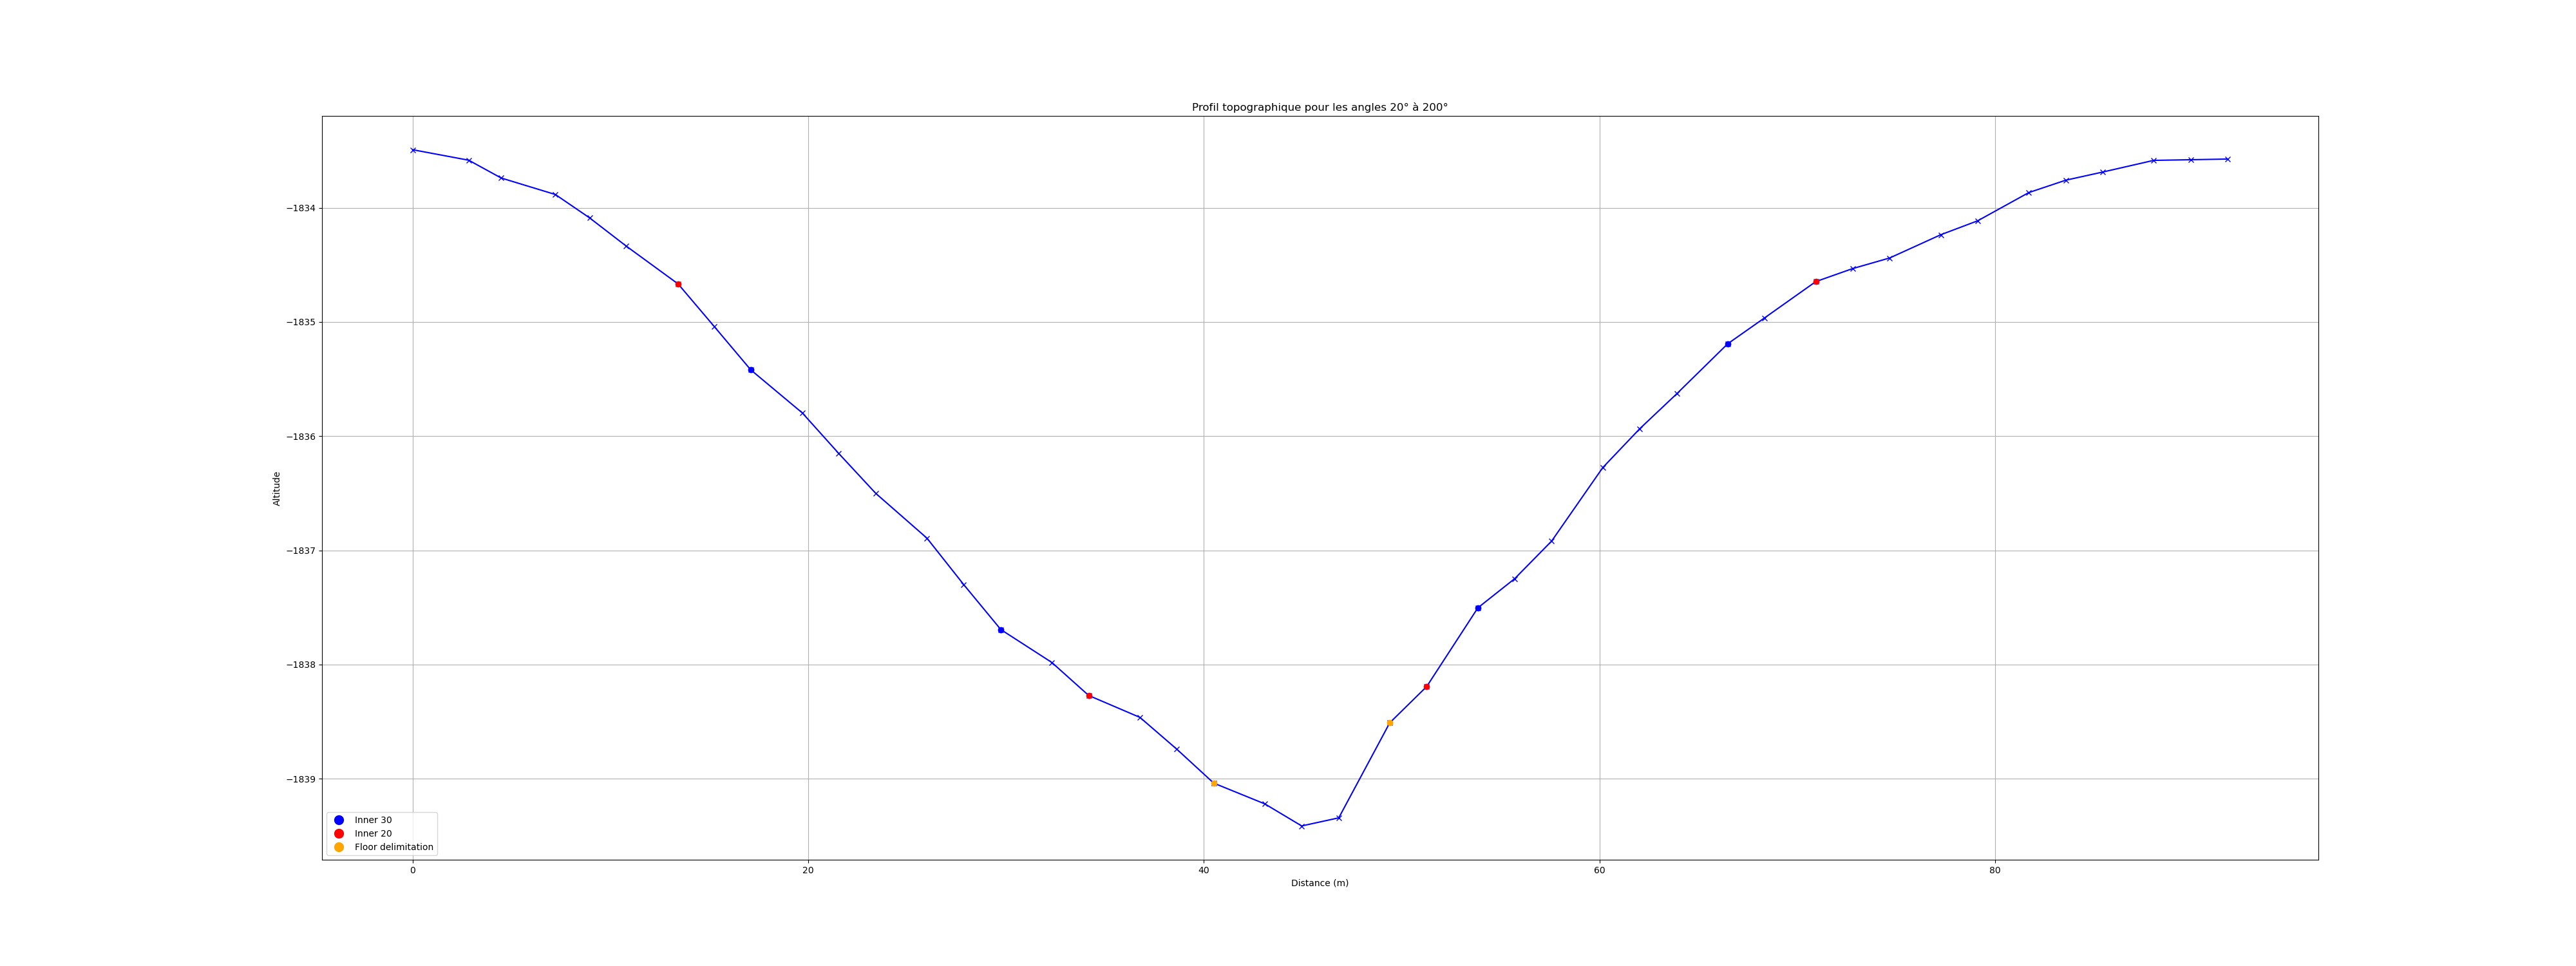 Profil topographique pour les angles 20° à 200°
Altitude
−1834
−1835
−1836
−1837
−1838
−1839
Inner 30
Inner 20
Floor delimitation
0
20
40
60
80
Distance (m)